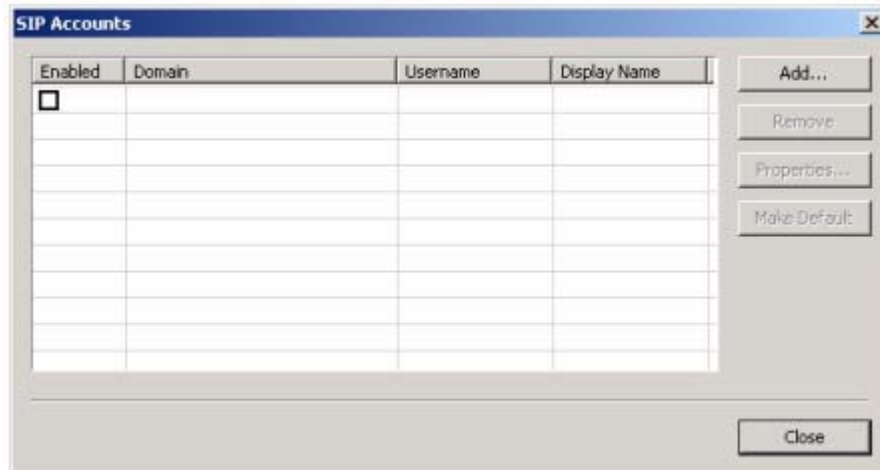 SIP Accounts
Enabled Domain Username Display Name
Add...
Remove
Properties...
Make Default
Close